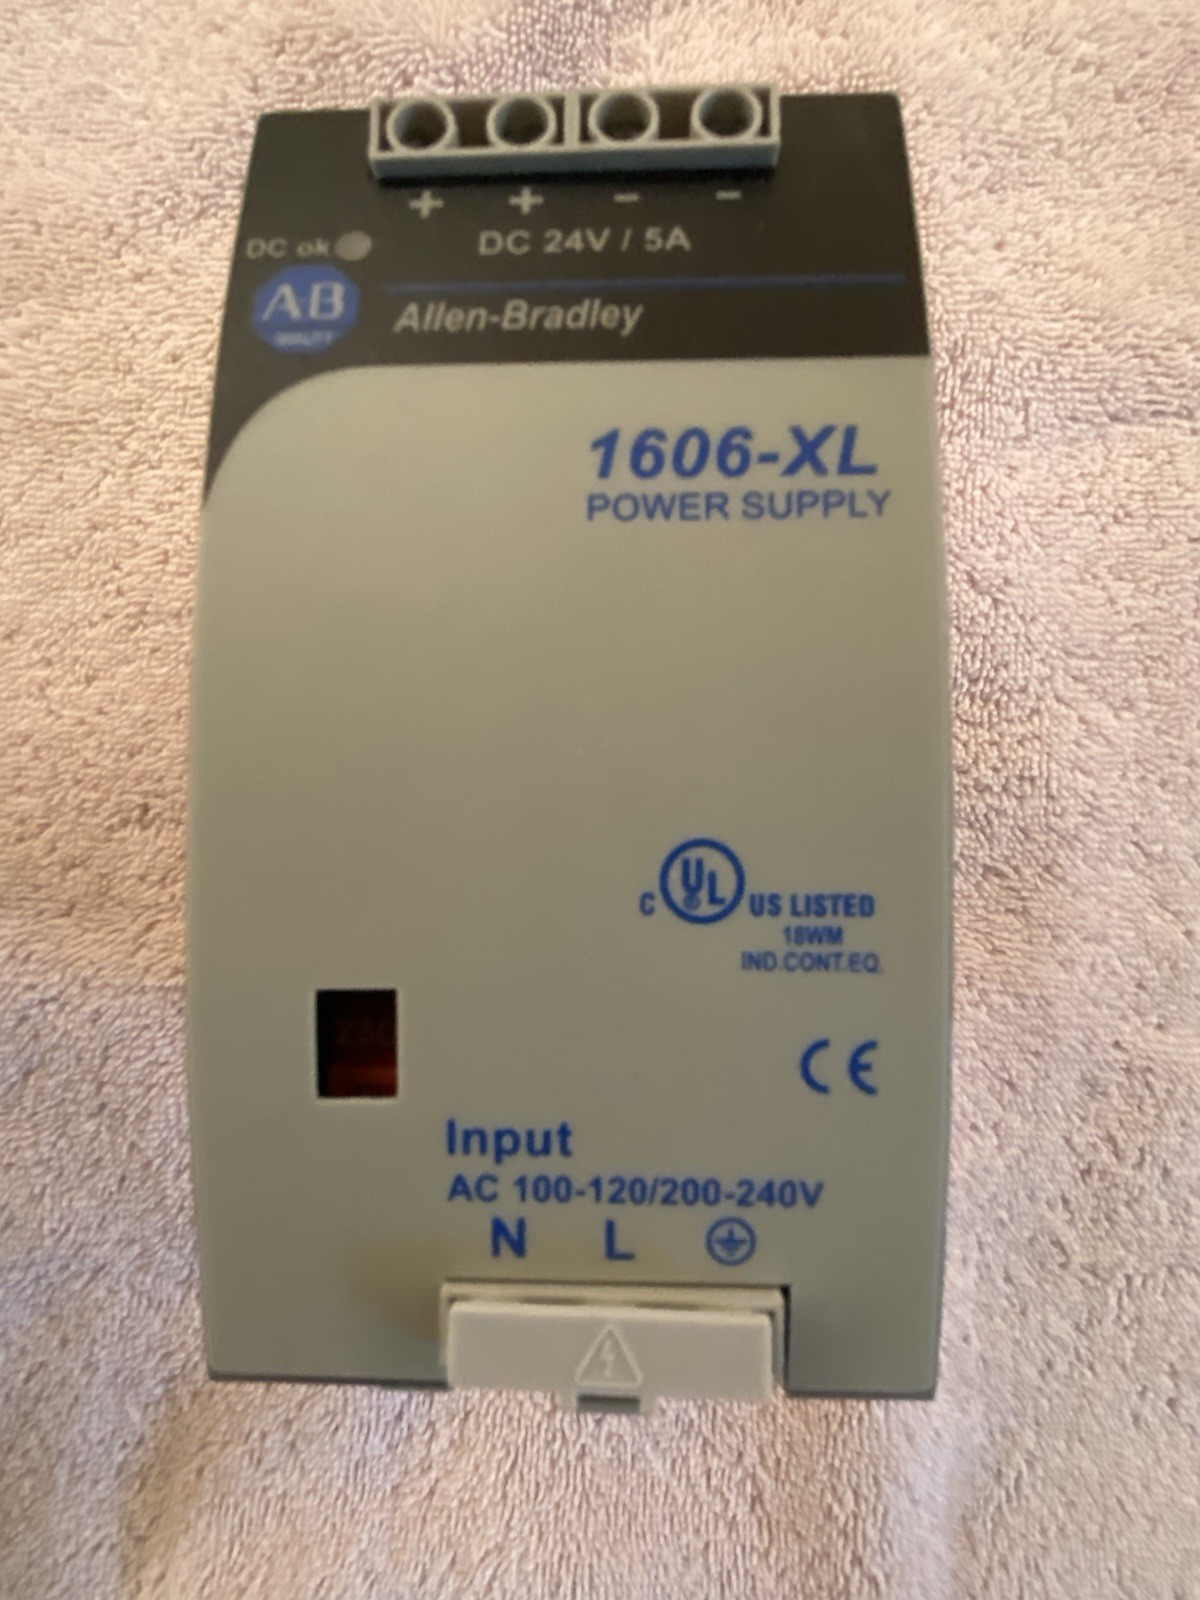 + + - -
DC ok
DC 24V / 5A
AB
QUALITY
Allen-Bradley
1606-XL
POWER SUPPLY
C UL US LISTED
18WM
IND.CONT.EQ.
CE
Input
AC 100-120/200-240V
N L